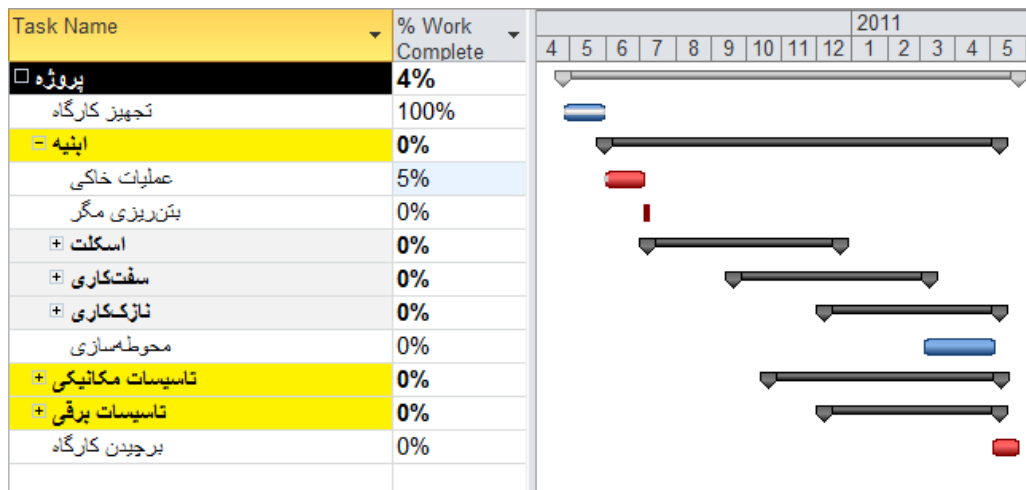 Task Name % Work Complete
2011
4 5 6 7 8 9 10 11 12 1 2 3 4 5
پروژه 4%
تجهیز کارگاه 100%
ابنیه 0%
عملیات خاکی 5%
بتن‌ریزی مگر 0%
اسکلت 0%
سفت‌کاری 0%
نازک‌کاری 0%
محوطه‌سازی 0%
تاسیسات مکانیکی 0%
تاسیسات برقی 0%
برچیدن کارگاه 0%